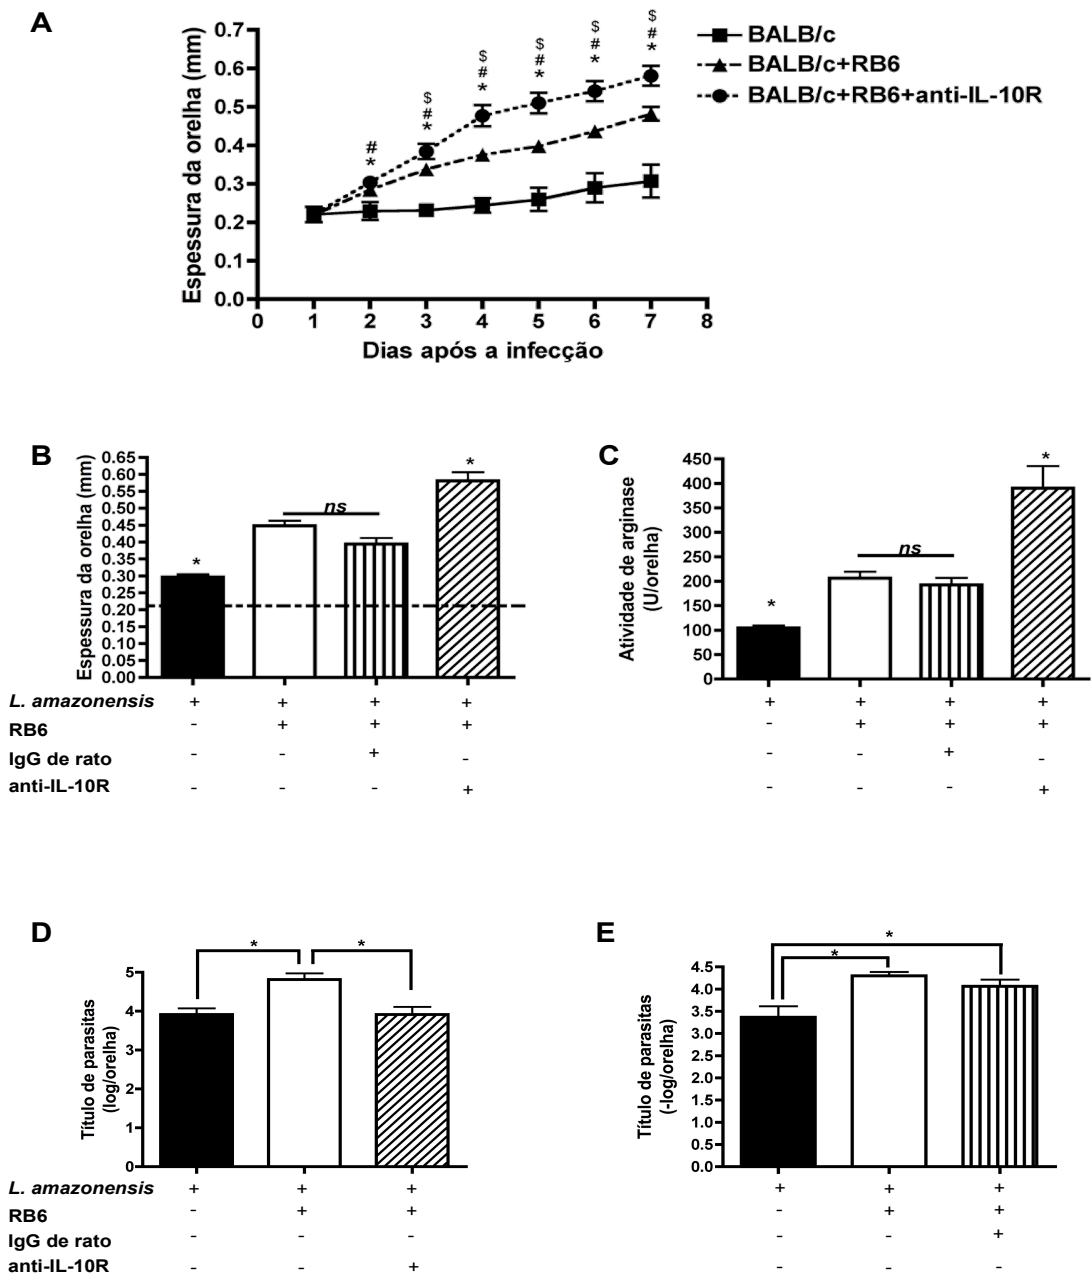 A
Espessura da orelha (mm)
0.7
0.6
0.5
0.4
0.3
0.2
0.1
0.0
0 1 2 3 4 5 6 7 8
Dias após a infecção
# *
$ # *
$ # *
$ # *
$ # *
$ # *
BALB/c
BALB/c+RB6
BALB/c+RB6+anti-IL-10R
B
Espessura da orelha (mm)
0.65
0.60
0.55
0.50
0.45
0.40
0.35
0.30
0.25
0.20
0.15
0.10
0.05
0.00
* ns *
L. amazonensis + + + +
RB6 - + + +
IgG de rato - - + -
anti-IL-10R - - - +
C
Atividade de arginase
(U/orelha)
450
400
350
300
250
200
150
100
50
0
* ns *
+ + + +
- + + +
- - + -
- - - +
D
Título de parasitas
(log/orelha)
5
4
3
2
1
0
* *
L. amazonensis + + +
RB6 - + +
IgG de rato - - -
anti-IL-10R - - +
E
Título de parasitas
(-log/orelha)
4.5
4.0
3.5
3.0
2.5
2.0
1.5
1.0
0.5
0.0
*
*
+ + +
- + +
- - +
- - -